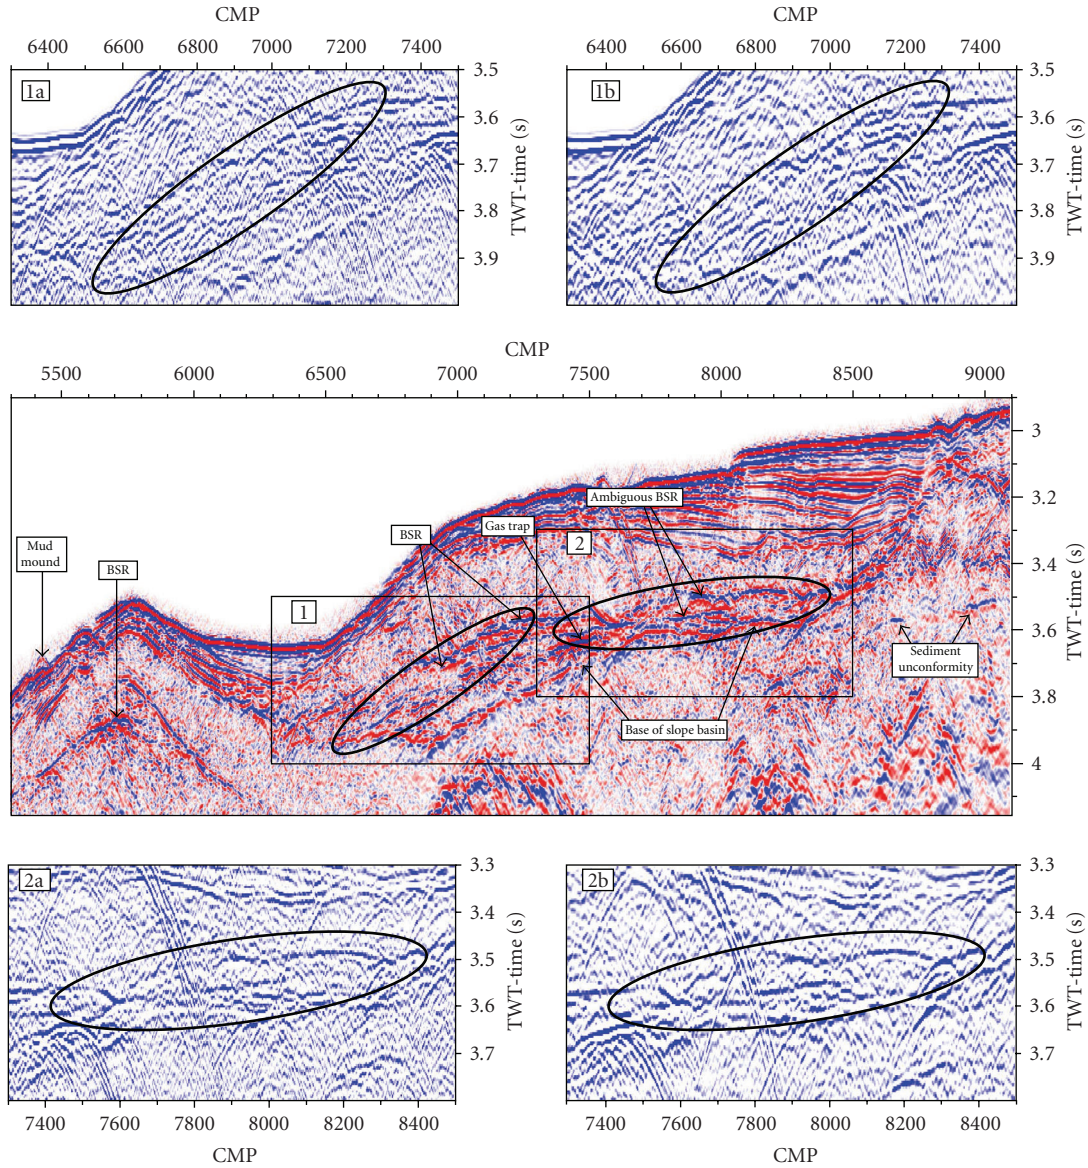 CMP CMP
6400 6600 6800 7000 7200 7400 6400 6600 6800 7000 7200 7400
1a 1b
3.5 3.5
3.6 3.6
3.7 3.7
3.8 3.8
3.9 3.9
TWT-time (s) TWT-time (s)
CMP
5500 6000 6500 7000 7500 8000 8500 9000
3
3.2
3.4
3.6
3.8
4
TWT-time (s)
Ambiguous BSR
Gas trap
BSR
2
Mud
mound
BSR
1
Sediment
unconformity
Base of slope basin
2a 2b
3.3 3.3
3.4 3.4
3.5 3.5
3.6 3.6
3.7 3.7
TWT-time (s) TWT-time (s)
7400 7600 7800 8000 8200 8400 7400 7600 7800 8000 8200 8400
CMP CMP